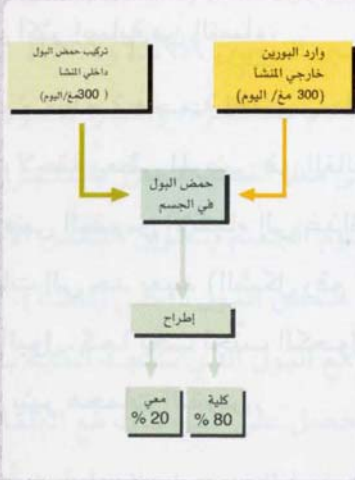 وارد البورين
خارجي المنشأ
(300 مغ/ اليوم)
تركيب حمض البول
داخلي المنشأ
( 300مغ/اليوم)
حمض البول
في الجسم
إطراح
كلية
80 %
معي
20 %